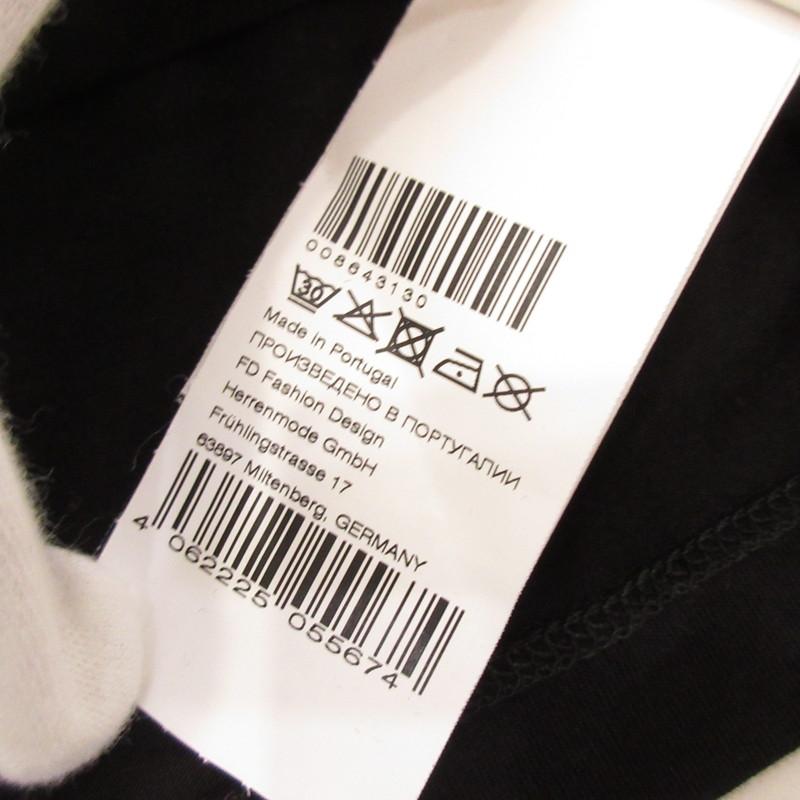 008643130
30
Made in Portugal
ПРОИЗВЕДЕНО В ПОРТУГАЛИИ
FD Fashion Design
Herrenmode GmbH
Frühlingstrasse 17
63897 Miltenberg, GERMANY
4 062225 055674